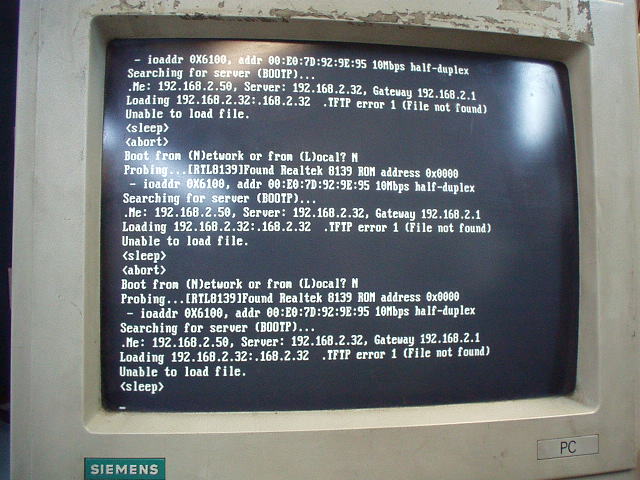 - ioaddr 0X6100, addr 00:E0:7D:92:9E:95 10Mbps half-duplex
Searching for server (BOOTP)...
.Me: 192.168.2.50, Server: 192.168.2.32, Gateway 192.168.2.1
Loading 192.168.2.32:.168.2.32 .TFTP error 1 (File not found)
Unable to load file.
<sleep>
<abort>
Boot from (N)etwork or from (L)ocal? N
Probing...[RTL8139]Found Realtek 8139 ROM address 0x0000
- ioaddr 0X6100, addr 00:E0:7D:92:9E:95 10Mbps half-duplex
Searching for server (BOOTP)...
.Me: 192.168.2.50, Server: 192.168.2.32, Gateway 192.168.2.1
Loading 192.168.2.32:.168.2.32 .TFTP error 1 (File not found)
Unable to load file.
<sleep>
<abort>
Boot from (N)etwork or from (L)ocal? N
Probing...[RTL8139]Found Realtek 8139 ROM address 0x0000
- ioaddr 0X6100, addr 00:E0:7D:92:9E:95 10Mbps half-duplex
Searching for server (BOOTP)...
.Me: 192.168.2.50, Server: 192.168.2.32, Gateway 192.168.2.1
Loading 192.168.2.32:.168.2.32 .TFTP error 1 (File not found)
Unable to load file.
<sleep>
SIEMENS
PC